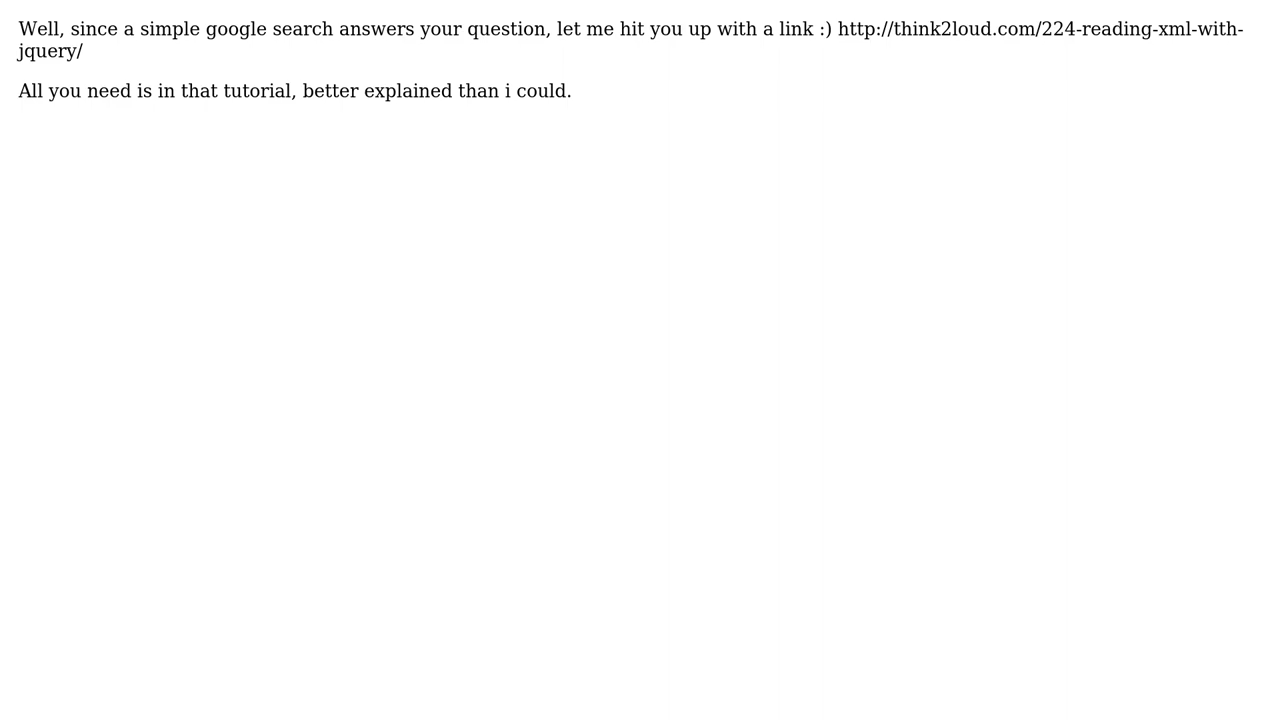 Well, since a simple google search answers your question, let me hit you up with a link :) http://think2loud.com/224-reading-xml-with-
jquery/
All you need is in that tutorial, better explained than i could.